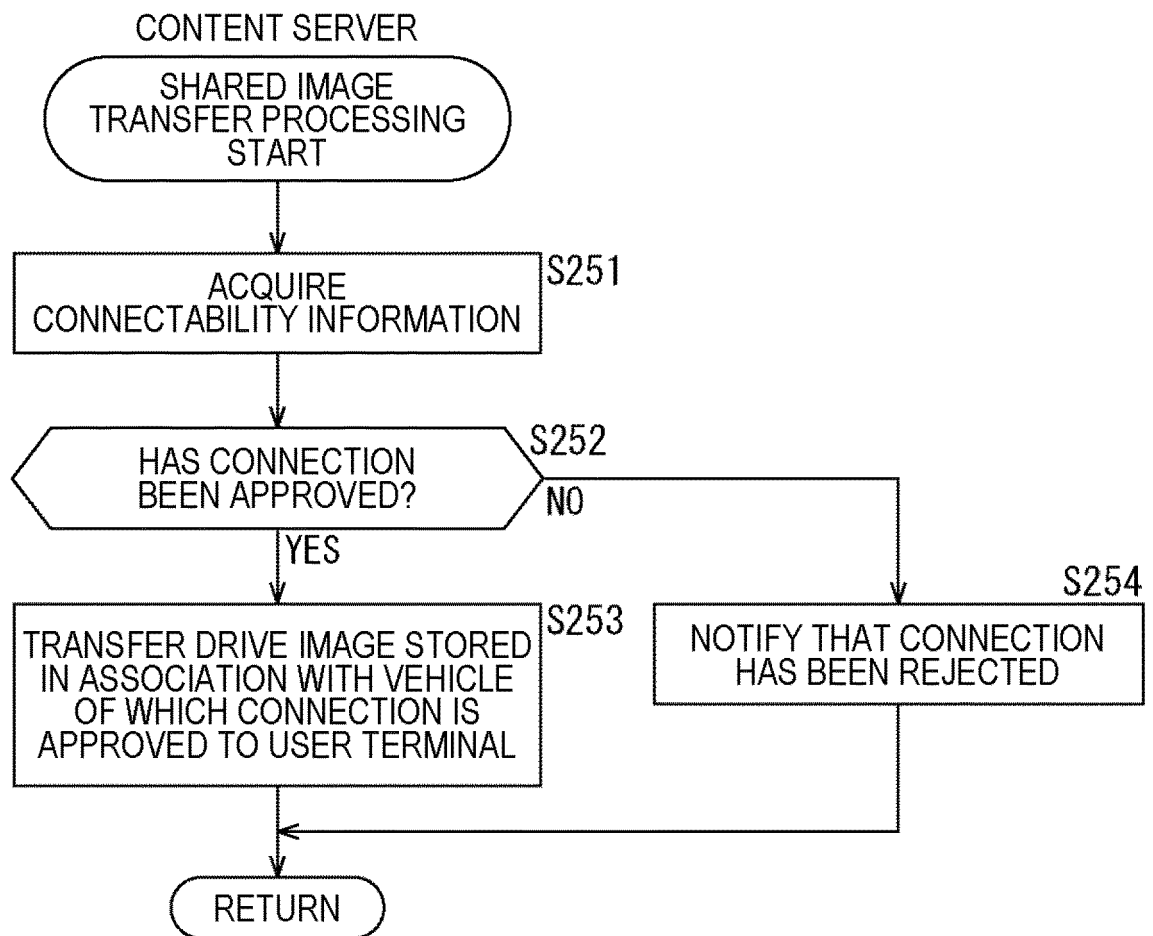 CONTENT SERVER
SHARED IMAGE
TRANSFER PROCESSING
START
S251
ACQUIRE
CONNECTABILITY INFORMATION
S252
HAS CONNECTION
BEEN APPROVED?
NO
YES
S253
TRANSFER DRIVE IMAGE STORED
IN ASSOCIATION WITH VEHICLE
OF WHICH CONNECTION IS
APPROVED TO USER TERMINAL
S254
NOTIFY THAT CONNECTION
HAS BEEN REJECTED
RETURN